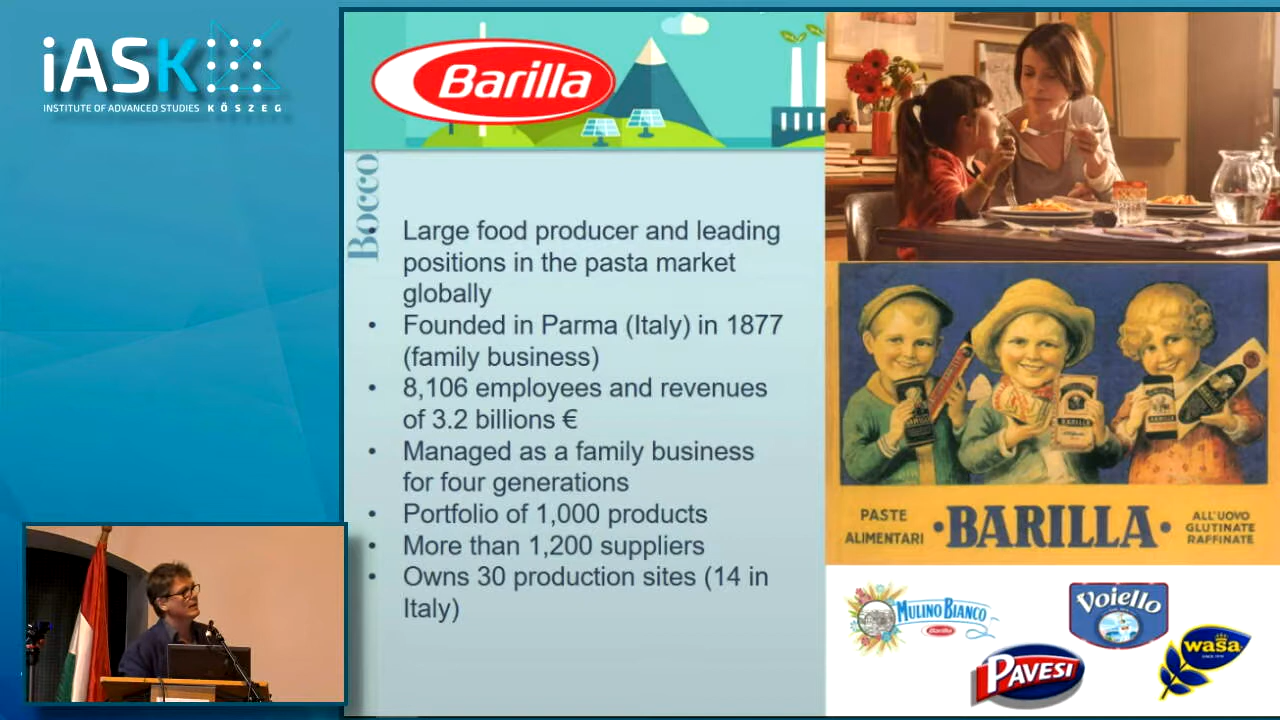 iASK
INSTITUTE OF ADVANCED STUDIES KŐSZEG
Barilla
Bocco
Large food producer and leading
positions in the pasta market
globally
• Founded in Parma (Italy) in 1877
(family business)
• 8,106 employees and revenues
of 3.2 billions €
• Managed as a family business
for four generations
• Portfolio of 1,000 products
• More than 1,200 suppliers
• Owns 30 production sites (14 in
Italy)
PASTE
ALIMENTARI
•BARILLA•
ALL'UOVO
GLUTINATE
RAFFINATE
MULINO BIANCO
Barilla
Voiello
PAVESI
wasa